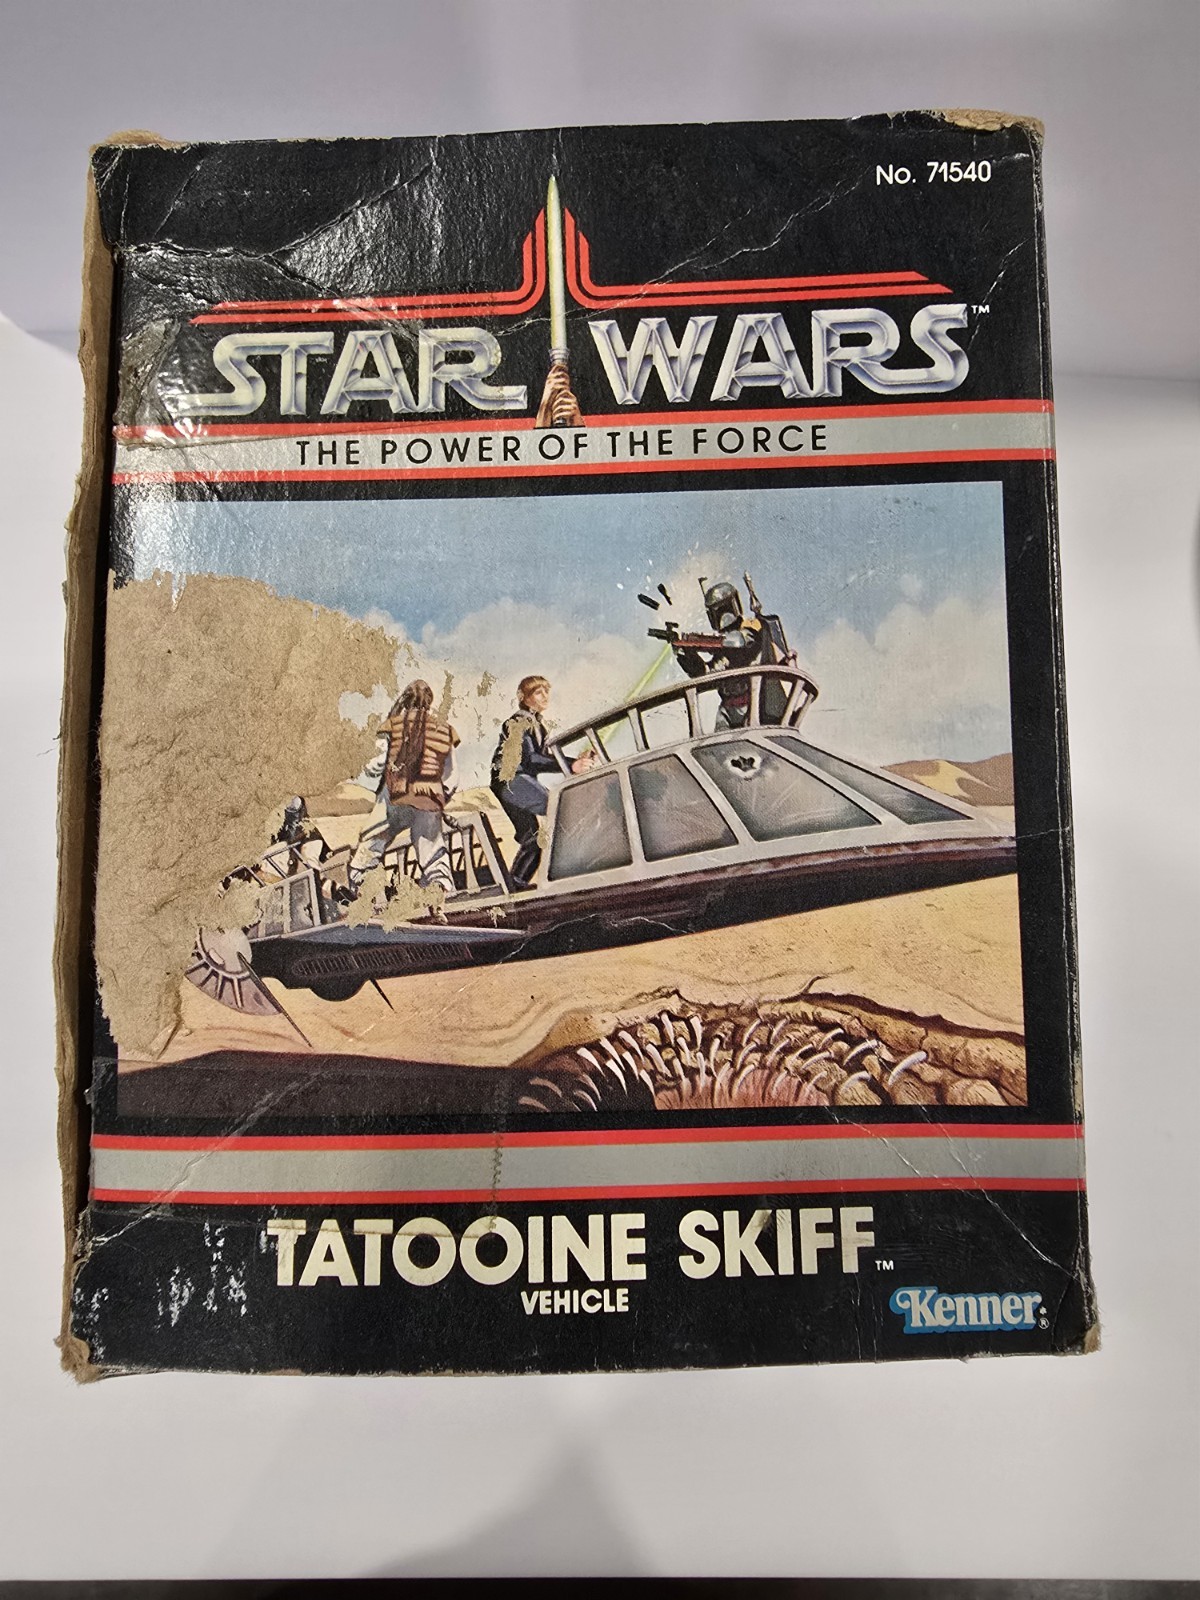 No. 71540
STAR WARS™
THE POWER OF THE FORCE
TATOOINE SKIFF™
VEHICLE
Kenner®